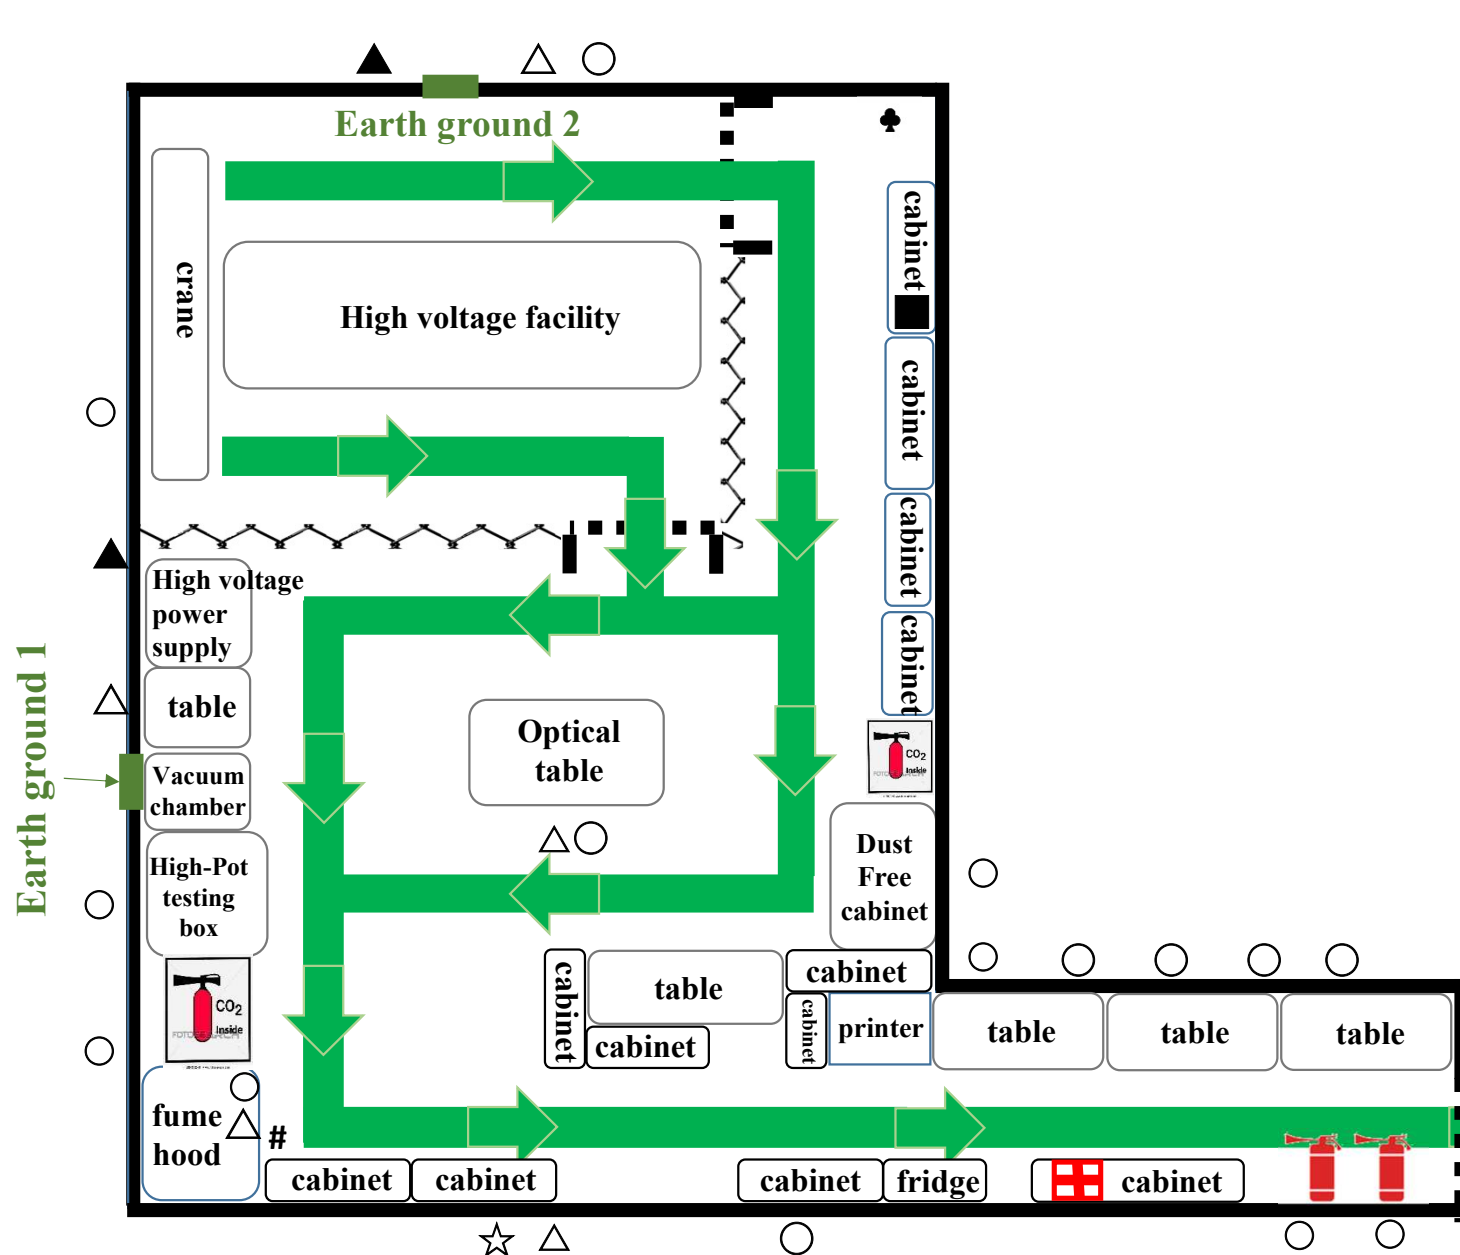 Earth ground 2
crane
cabinet
High voltage facility
cabinet
cabinet
High voltage
power
supply
cabinet
Earth ground 1
table
Optical
table
CO2
Inside
Vacuum
chamber
High-Pot
testing
box
Dust
Free
cabinet
CO2
Inside
cabinet
table
cabinet
cabinet
cabinet
printer
table
table
table
fume
hood
#
cabinet
cabinet
cabinet
fridge
cabinet